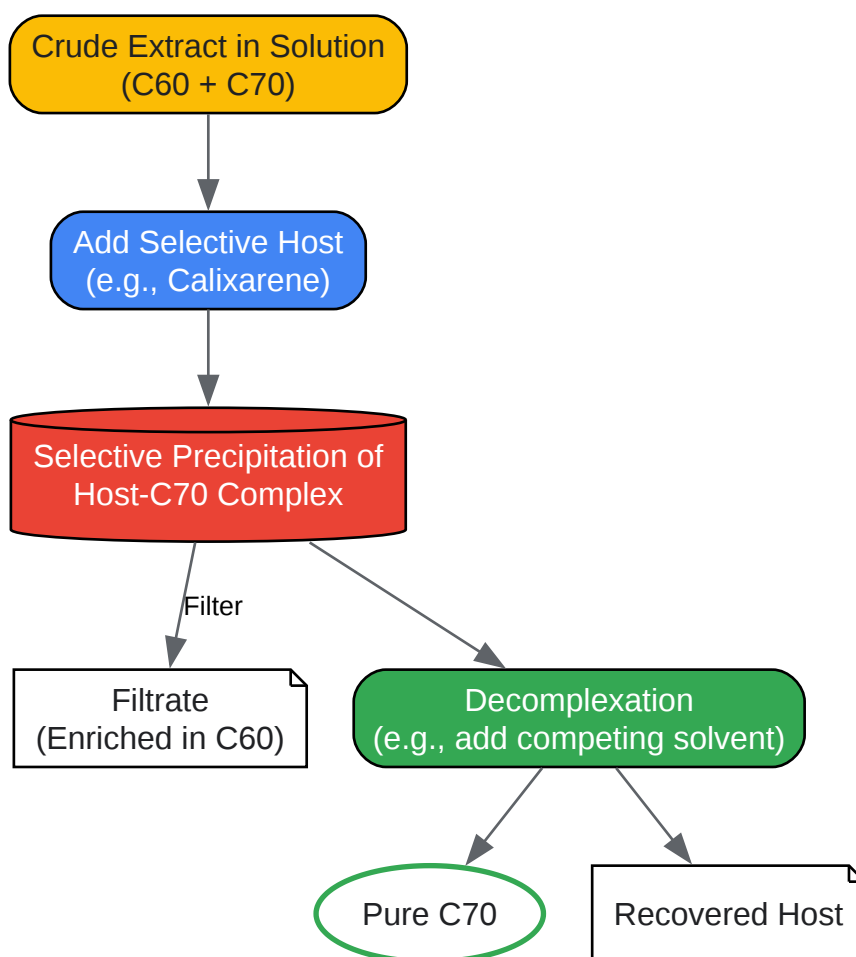 Crude Extract in Solution
(C60 + C70)
Add Selective Host
(e.g., Calixarene)
Selective Precipitation of
Host-C70 Complex
Filter
Filtrate
(Enriched in C60)
Decomplexation
(e.g., add competing solvent)
Pure C70
Recovered Host